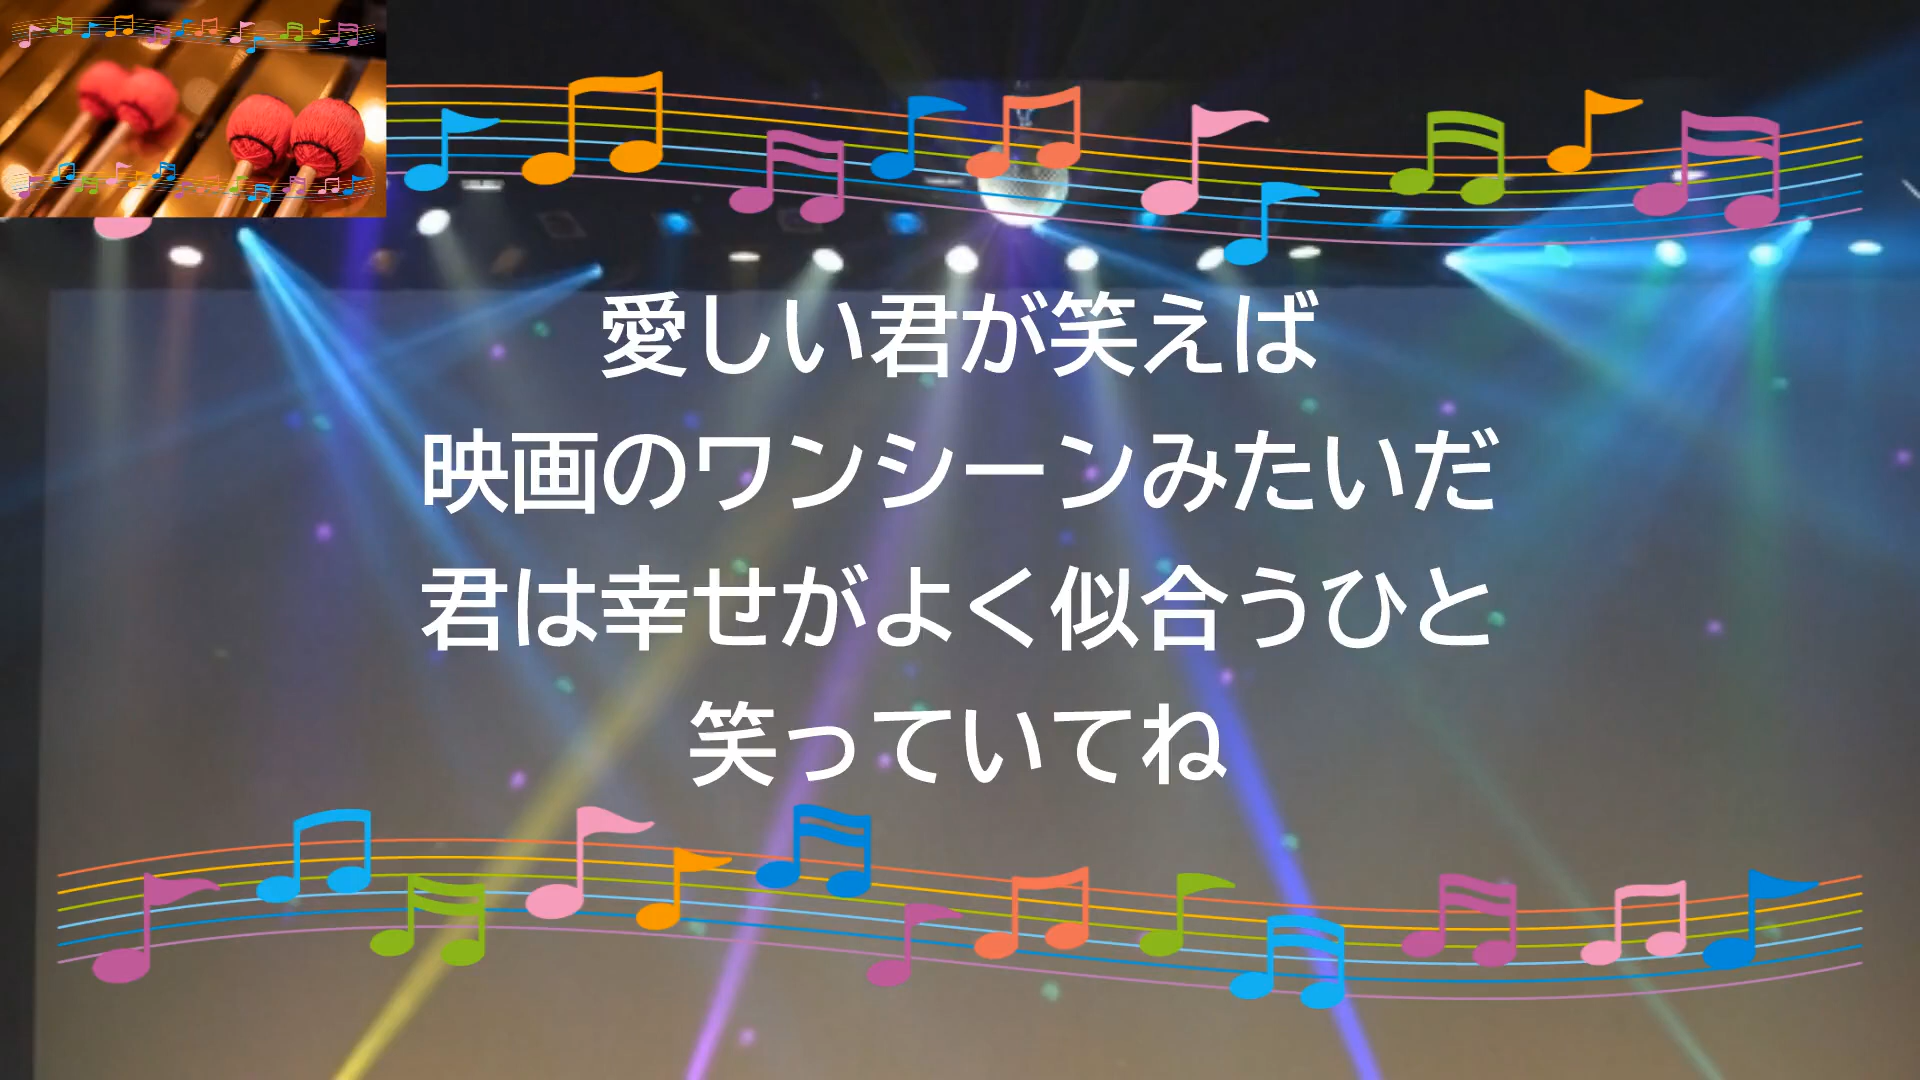 愛しい君が笑えば
映画のワンシーンみたいだ
君は幸せがよく似合うひと
笑っていてね